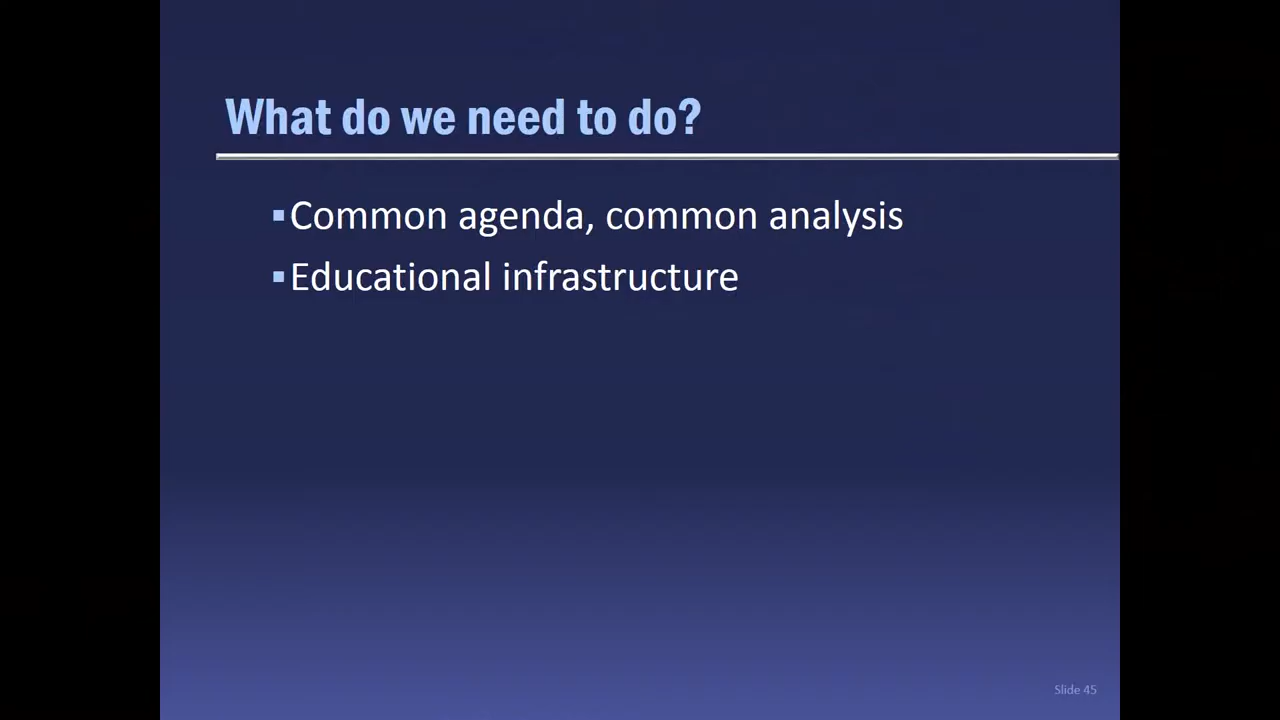 What do we need to do?
▪Common agenda, common analysis
▪Educational infrastructure
Slide 45